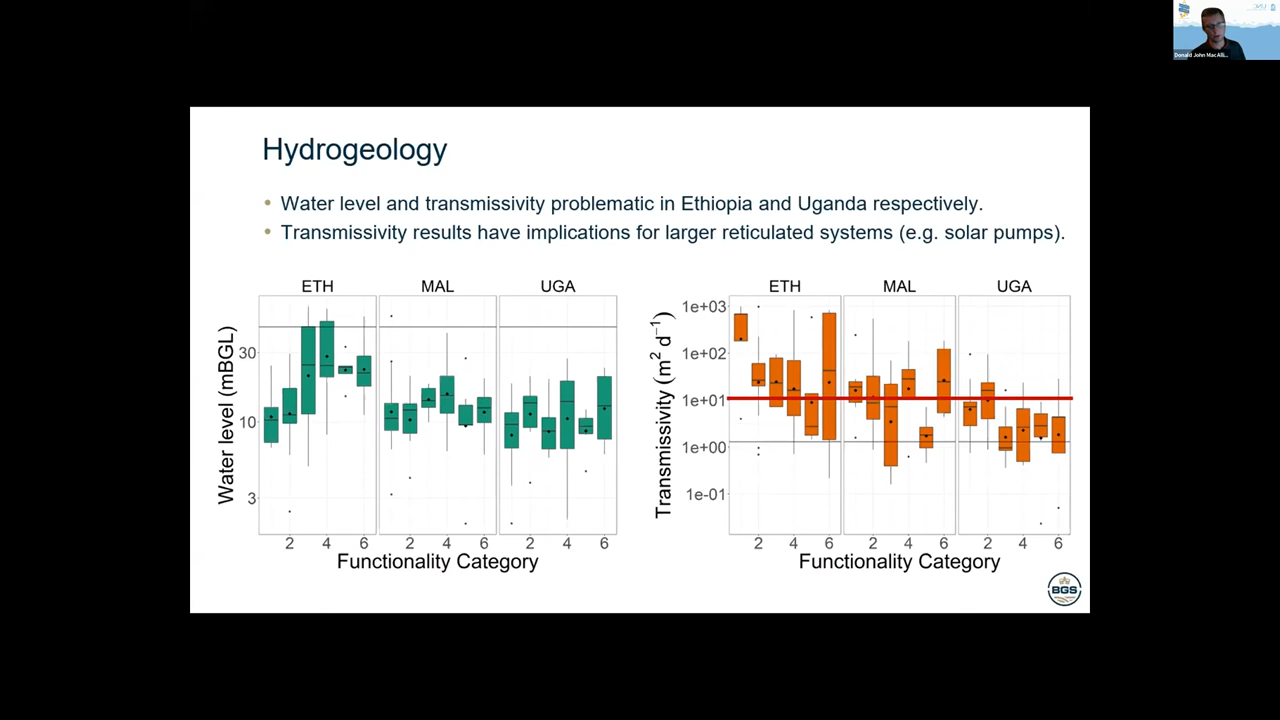 Donald John MacAlli...
Hydrogeology
• Water level and transmissivity problematic in Ethiopia and Uganda respectively.
• Transmissivity results have implications for larger reticulated systems (e.g. solar pumps).
ETH MAL UGA
Water level (mBGL)
30
10
3
2 4 6 2 4 6 2 4 6
Functionality Category
ETH MAL UGA
Transmissivity (m² d⁻¹)
1e+03
1e+02
1e+01
1e+00
1e-01
2 4 6 2 4 6 2 4 6
Functionality Category
BGS